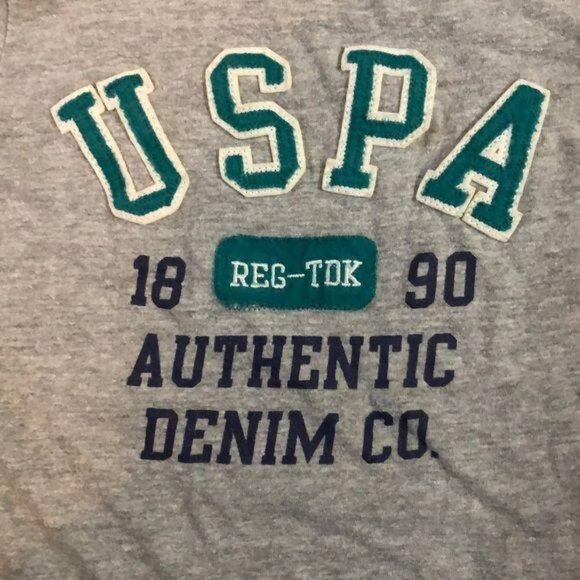 USPA
18 REG-TDK 90
AUTHENTIC
DENIM CO.